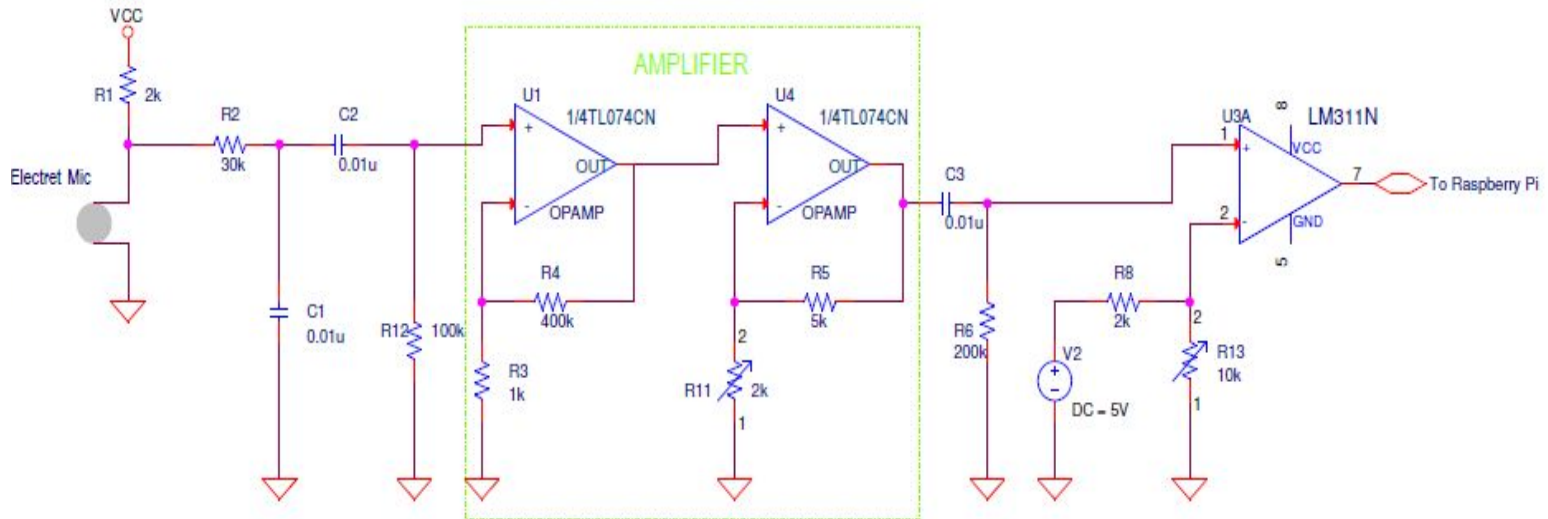 VCC
R1
2k
Electret Mic
R2
30k
C1
0.01u
C2
0.01u
R12
100k
AMPLIFIER
U1
1/4TL074CN
+
-
OUT
OPAMP
R4
400k
R3
1k
U4
1/4TL074CN
+
-
OUT
OPAMP
R5
5k
2
R11
2k
1
C3
0.01u
R6
200k
V2
+
-
DC = 5V
R8
2k
2
R13
10k
1
U3A
8
LM311N
1
+
VCC
2
-
GND
5
7
To Raspberry Pi